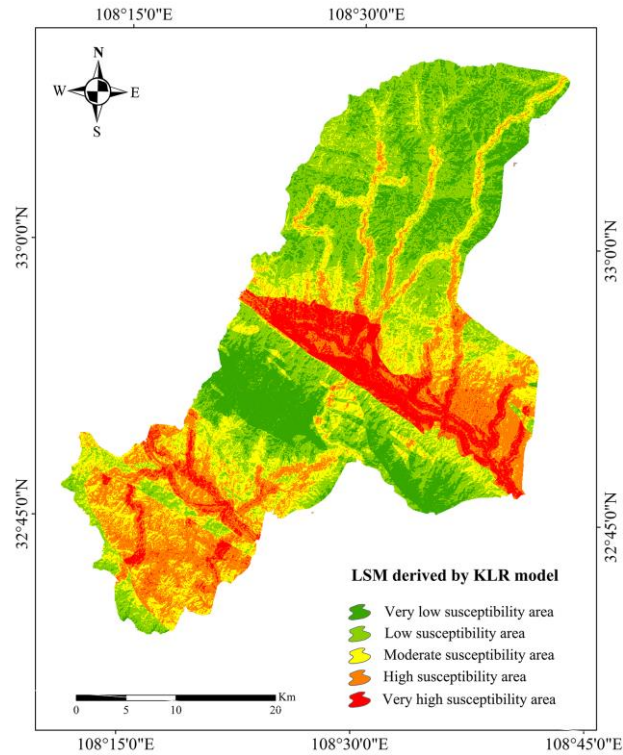 108°15'0"E
108°30'0"E
N
W
E
S
33°0'0"N
33°0'0"N
32°45'0"N
32°45'0"N
LSM derived by KLR model
Very low susceptibility area
Low susceptibility area
Moderate susceptibility area
High susceptibility area
Very high susceptibility area
Km
0 5 10 20
108°15'0"E
108°30'0"E
108°45'0"E